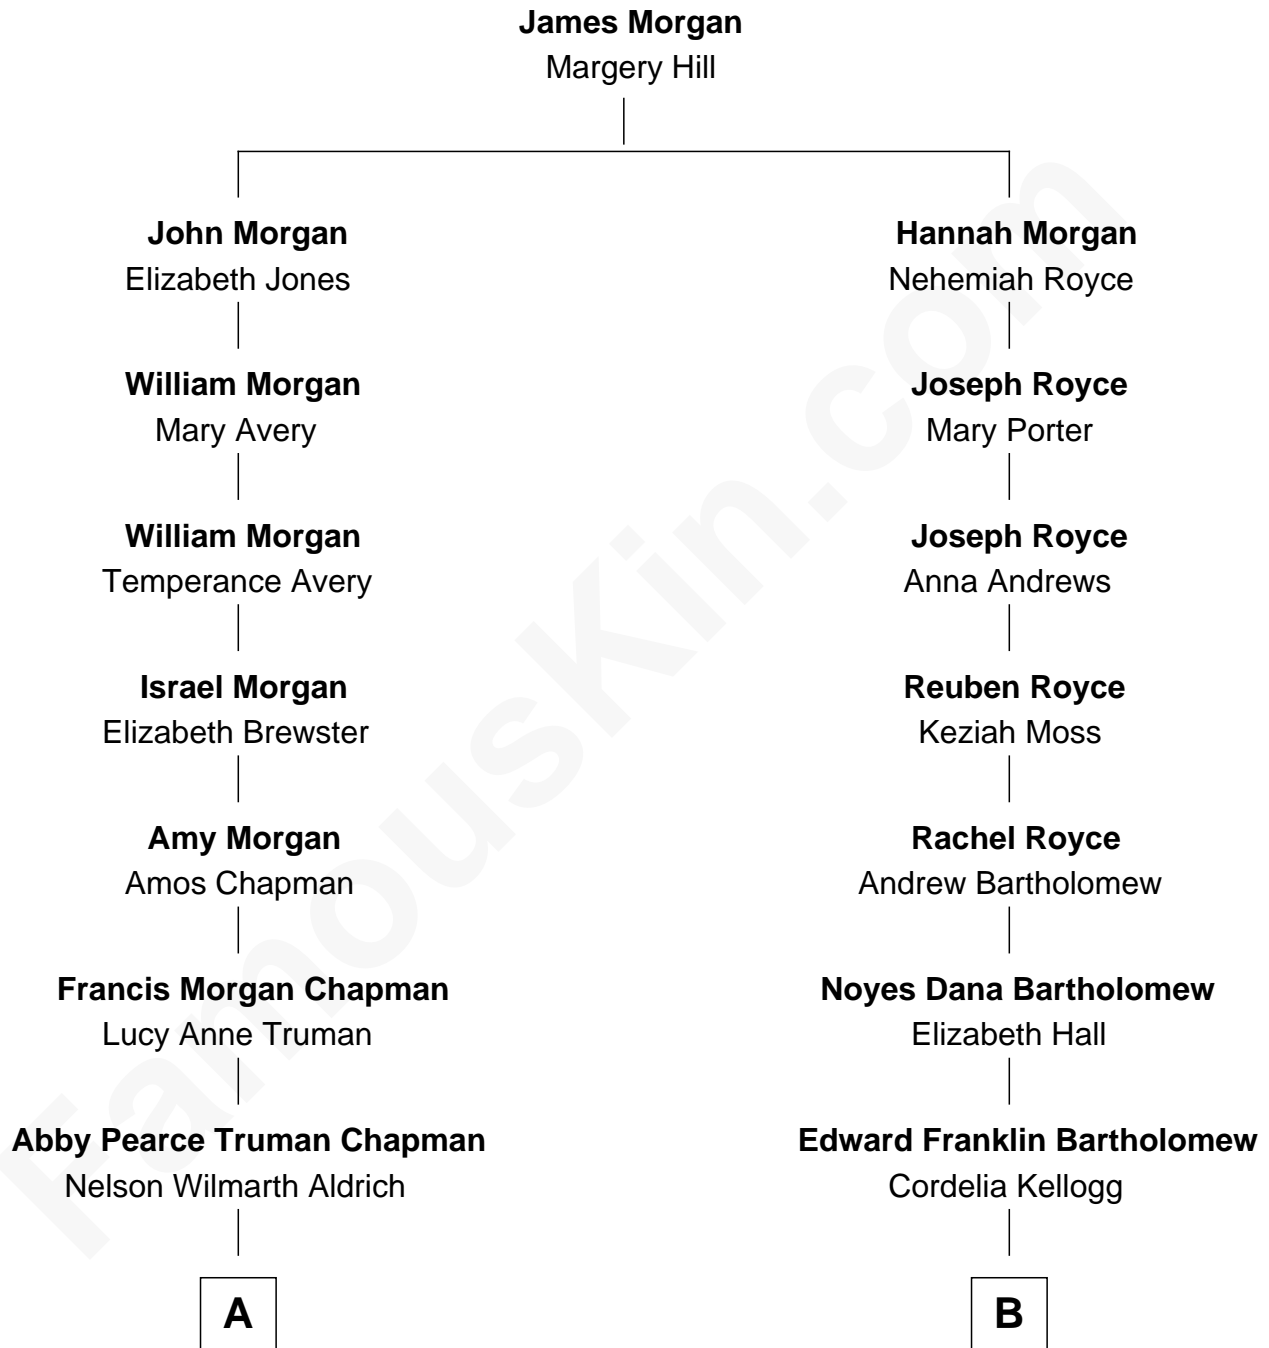 James Morgan
Margery Hill
John Morgan
Elizabeth Jones
Hannah Morgan
Nehemiah Royce
William Morgan
Mary Avery
Joseph Royce
Mary Porter
William Morgan
Temperance Avery
Joseph Royce
Anna Andrews
Israel Morgan
Elizabeth Brewster
Reuben Royce
Keziah Moss
Amy Morgan
Amos Chapman
Rachel Royce
Andrew Bartholomew
Francis Morgan Chapman
Lucy Anne Truman
Noyes Dana Bartholomew
Elizabeth Hall
Abby Pearce Truman Chapman
Nelson Wilmarth Aldrich
Edward Franklin Bartholomew
Cordelia Kellogg
A
B
FamousKin.com